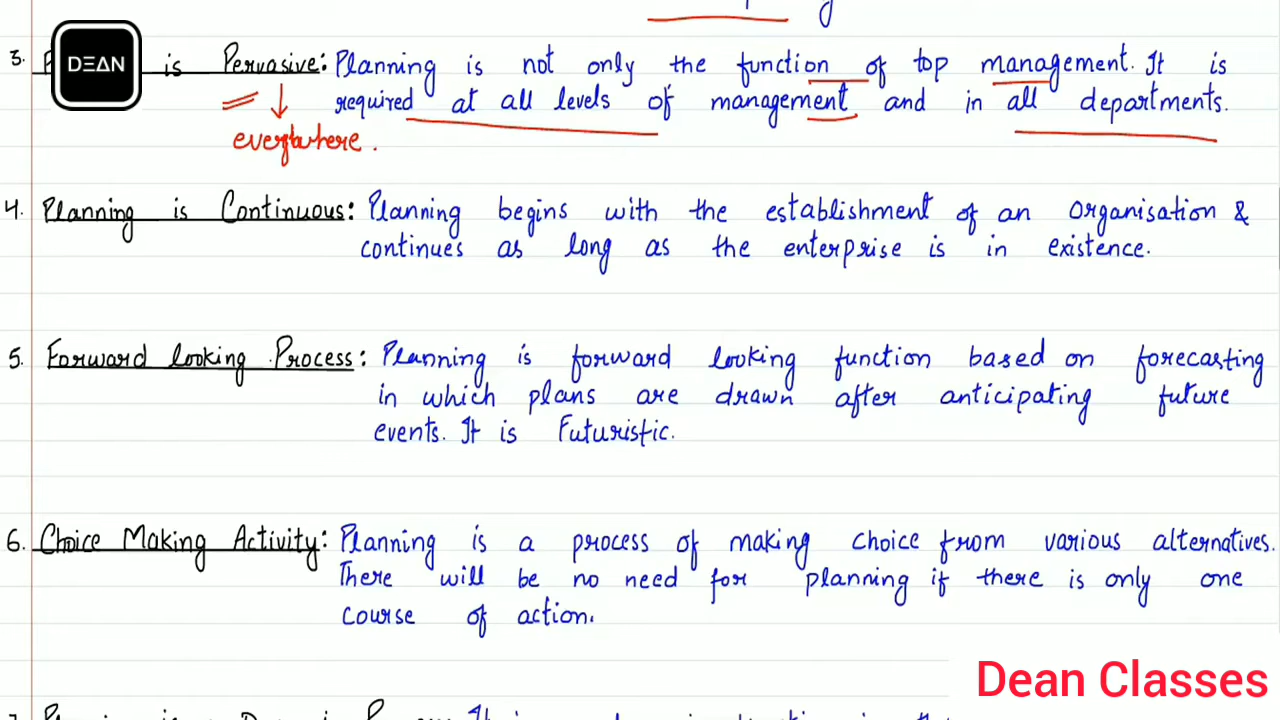 3. is Pervasive: Planning is not only the function of top management. It is
required at all levels of management and in all departments.
everywhere.
DEAN
4. Planning is Continuous: Planning begins with the establishment of an Organisation &
continues as long as the enterprise is in existence.
5. Forward looking Process: Planning is forward looking function based on forecasting
in which plans are drawn after anticipating future
events. It is Futuristic.
6. Choice Making Activity: Planning is a process of making choice from various alternatives.
There will be no need for planning if there is only one
course of action.
Dean Classes